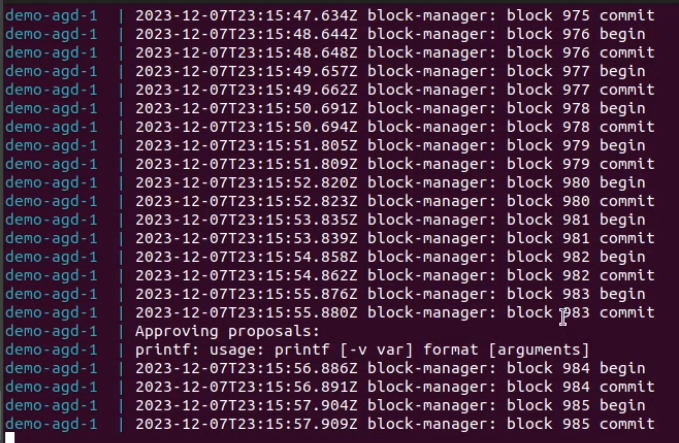 demo-agd-1  | 2023-12-07T23:15:47.634Z block-manager: block 975 commit
demo-agd-1  | 2023-12-07T23:15:48.644Z block-manager: block 976 begin
demo-agd-1  | 2023-12-07T23:15:48.648Z block-manager: block 976 commit
demo-agd-1  | 2023-12-07T23:15:49.657Z block-manager: block 977 begin
demo-agd-1  | 2023-12-07T23:15:49.662Z block-manager: block 977 commit
demo-agd-1  | 2023-12-07T23:15:50.691Z block-manager: block 978 begin
demo-agd-1  | 2023-12-07T23:15:50.694Z block-manager: block 978 commit
demo-agd-1  | 2023-12-07T23:15:51.805Z block-manager: block 979 begin
demo-agd-1  | 2023-12-07T23:15:51.809Z block-manager: block 979 commit
demo-agd-1  | 2023-12-07T23:15:52.820Z block-manager: block 980 begin
demo-agd-1  | 2023-12-07T23:15:52.823Z block-manager: block 980 commit
demo-agd-1  | 2023-12-07T23:15:53.835Z block-manager: block 981 begin
demo-agd-1  | 2023-12-07T23:15:53.839Z block-manager: block 981 commit
demo-agd-1  | 2023-12-07T23:15:54.858Z block-manager: block 982 begin
demo-agd-1  | 2023-12-07T23:15:54.862Z block-manager: block 982 commit
demo-agd-1  | 2023-12-07T23:15:55.876Z block-manager: block 983 begin
demo-agd-1  | 2023-12-07T23:15:55.880Z block-manager: block 983 commit
demo-agd-1  | Approving proposals:
demo-agd-1  | printf: usage: printf [-v var] format [arguments]
demo-agd-1  | 2023-12-07T23:15:56.886Z block-manager: block 984 begin
demo-agd-1  | 2023-12-07T23:15:56.891Z block-manager: block 984 commit
demo-agd-1  | 2023-12-07T23:15:57.904Z block-manager: block 985 begin
demo-agd-1  | 2023-12-07T23:15:57.909Z block-manager: block 985 commit